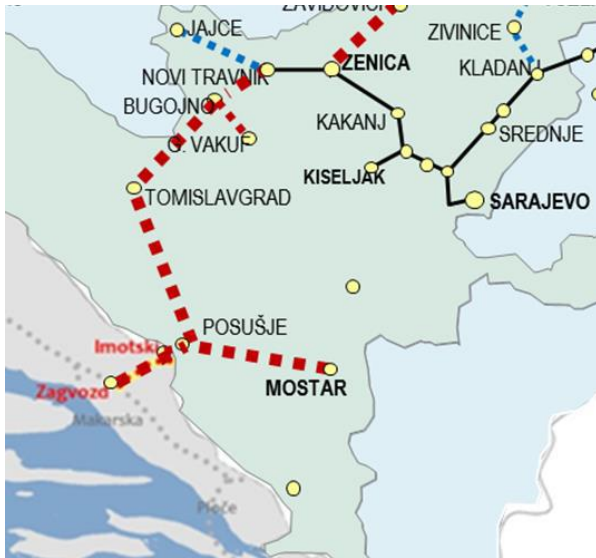 ZAVIDOVIĆI
JAJCE
ZIVINICE
ZENICA
KLADANJ
NOVI TRAVNIK
BUGOJNO
KAKANJ
G. VAKUF
SREDNJE
KISELJAK
TOMISLAVGRAD
SARAJEVO
POSUŠJE
Imotski
MOSTAR
Zagvozd
Makarska
Ploče